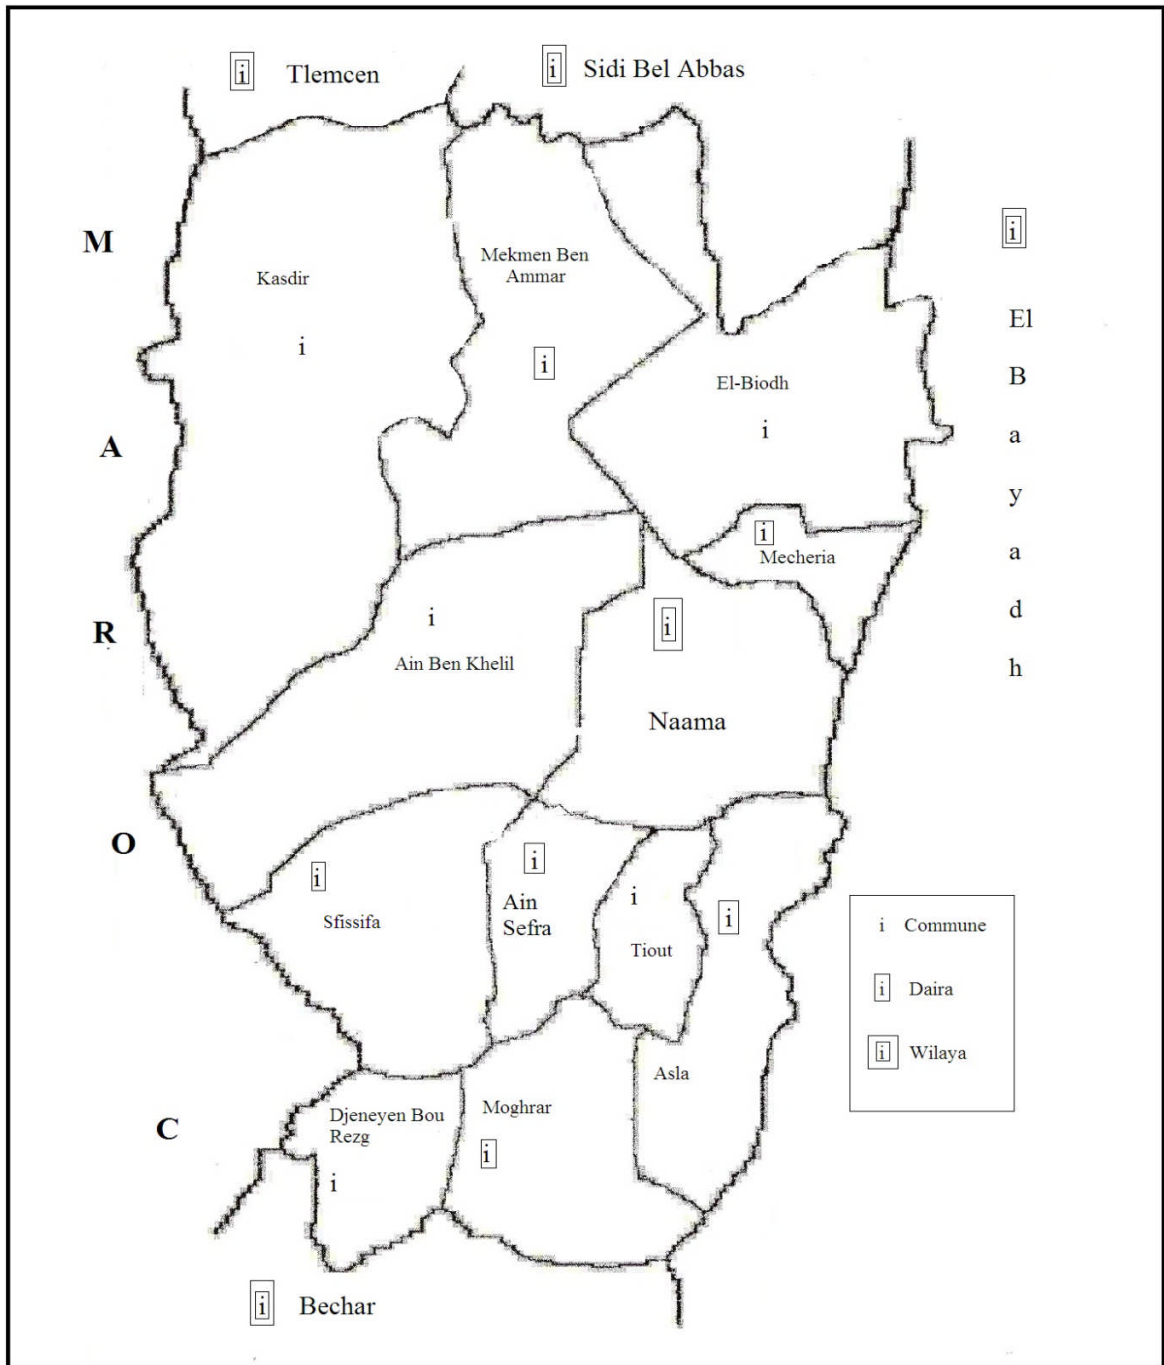 i Tlemcen
i Sidi Bel Abbas
i
M
Mekmen Ben
Ammar
Kasdir
i
El
i
B
El-Biodh
i
A
a
y
i
Mecheria
a
i
i
R
d
Ain Ben Khelil
h
Naama
O
i
i
i
i
Ain
Sefra
Sfissifa
Tiout
i Commune
i Daira
i Wilaya
Asla
Djeneyen Bou
Rezg
Moghrar
C
i
i
i Bechar